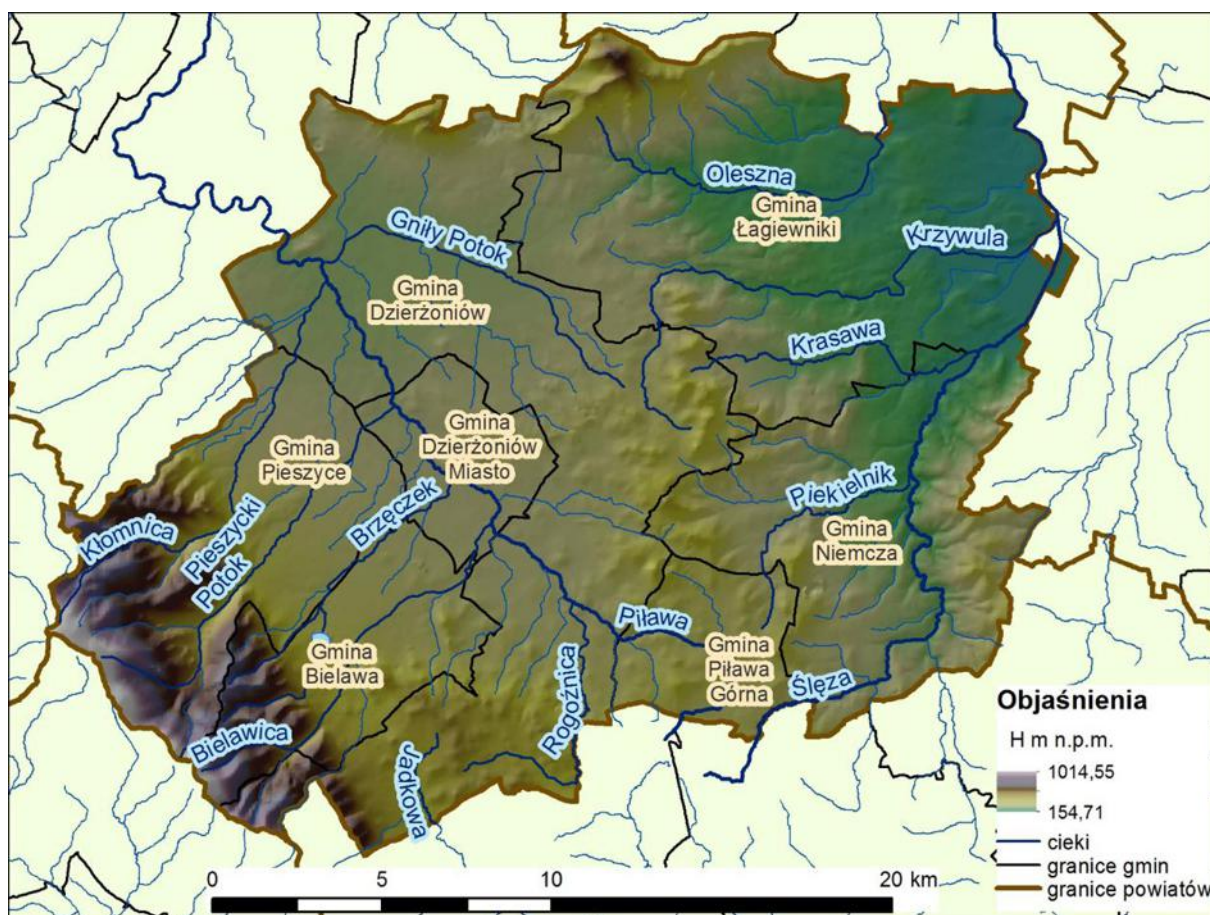 Oleszna
Gmina
Łagiewniki
Gniły Potok
Krzywula
Gmina
Dzierżoniów
Krasawa
Gmina
Dzierżoniów
Miasto
Gmina
Pieszyce
Piekielnik
Brzęczek
Gmina
Niemcza
Kłomnica
Pieszycki
Potok
Piława
Gmina
Bielawa
Gmina
Piława
Górna
Ślęza
Rogoźnica
Bielawica
Jadkowa
Objaśnienia
H m n.p.m.
1014,55
154,71
cieki
granice gmin
granice powiatów
0 5 10 20 km